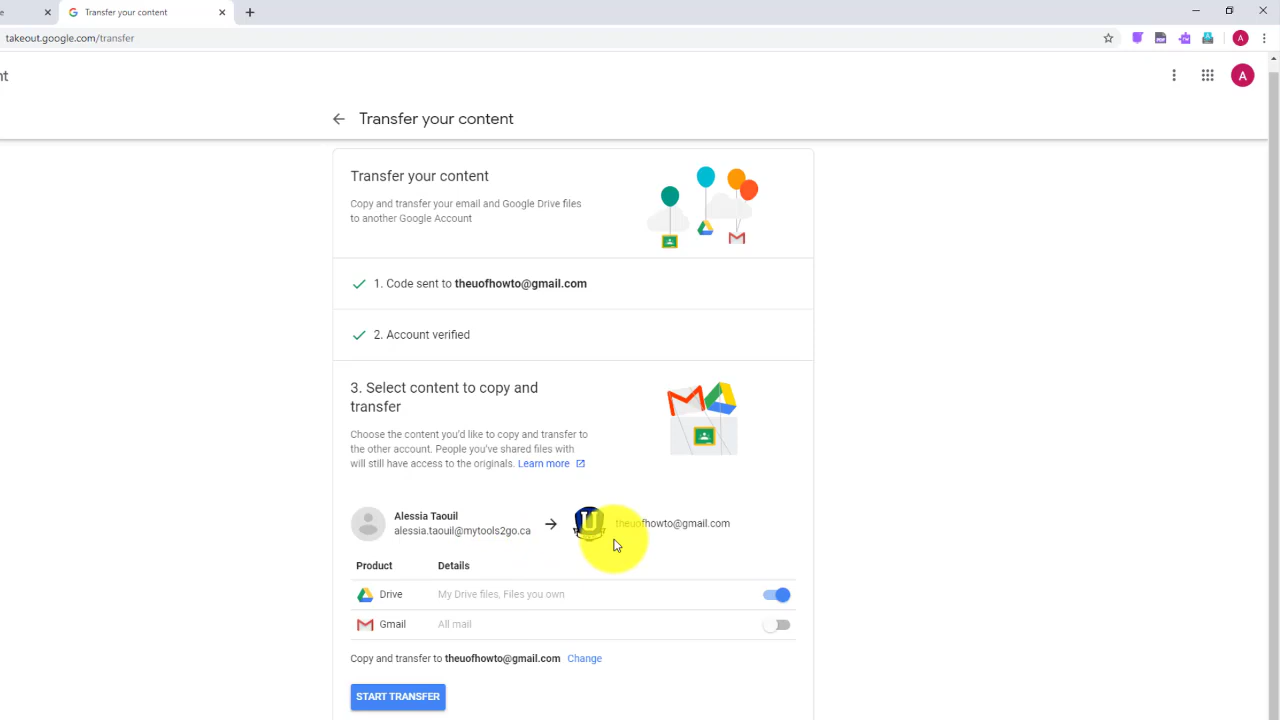 e
Transfer your content
takeout.google.com/transfer
A
nt
A
Transfer your content
Transfer your content
Copy and transfer your email and Google Drive files
to another Google Account
1. Code sent to theuofhowto@gmail.com
2. Account verified
3. Select content to copy and
transfer
Choose the content you'd like to copy and transfer to
the other account. People you've shared files with
will still have access to the originals. Learn more
Alessia Taouil
alessia.taouil@mytools2go.ca
U
theuofhowto@gmail.com
Product Details
Drive My Drive files, Files you own
Gmail All mail
Copy and transfer to theuofhowto@gmail.com Change
START TRANSFER